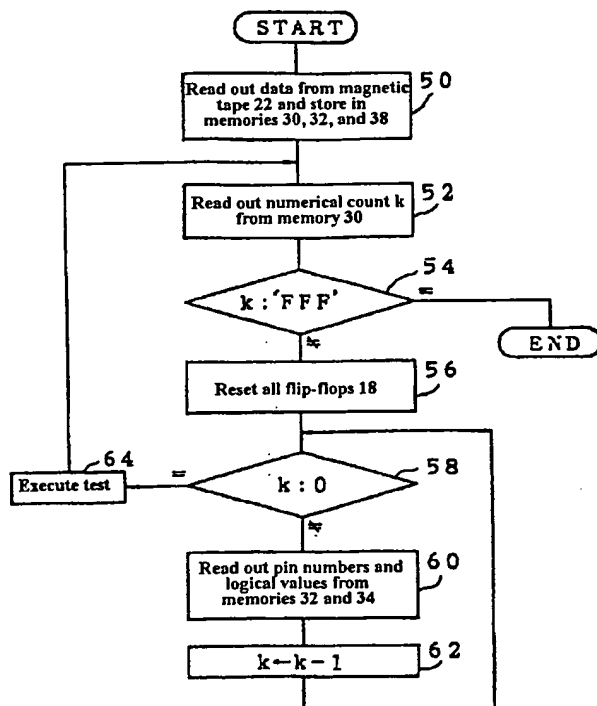 START
50
Read out data from magnetic
tape 22 and store in
memories 30, 32, and 38
52
Read out numerical count k
from memory 30
54
k : 'FFF'
=
≒
END
56
Reset all flip-flops 18
64
Execute test
=
58
k : 0
≒
60
Read out pin numbers and
logical values from
memories 32 and 34
62
k←k−1